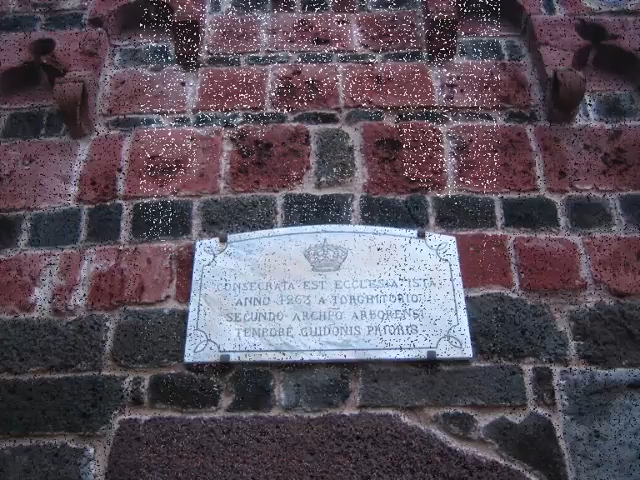 CONSECRATA EST ECCLESIA ISTA
ANNO 1263 A TORGHITORIO
SECUNDO ARCHPO ARBORENSI
TEMPORE GUIDONIS PRIORIS